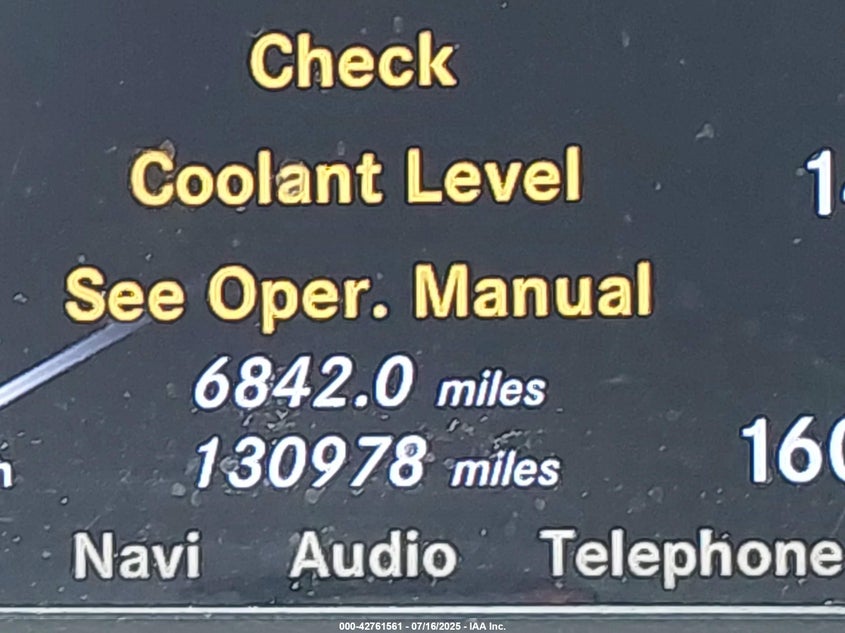 Check
Coolant Level
See Oper. Manual
6842.0 miles
130978 miles
160
Navi Audio Telephone
000-42761561 - 07/16/2025 - IAA Inc.